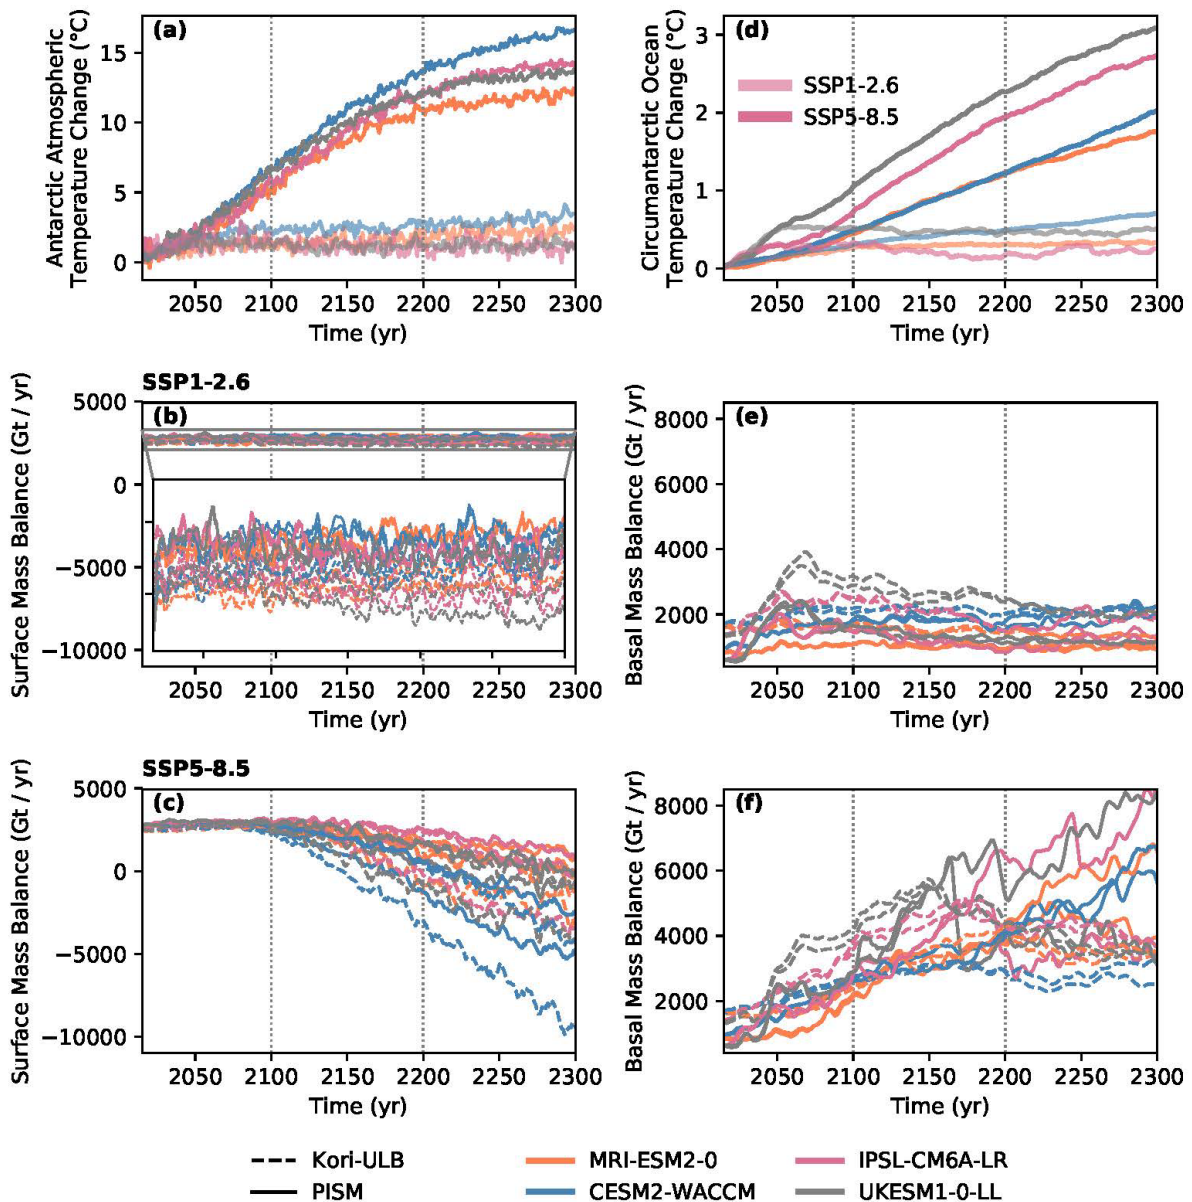 (a)
Antarctic Atmospheric
Temperature Change (°C)
15
10
5
0
2050 2100 2150 2200 2250 2300
Time (yr)
(d)
Circumantarctic Ocean
Temperature Change (°C)
3
2
1
0
SSP1-2.6
SSP5-8.5
2050 2100 2150 2200 2250 2300
Time (yr)
SSP1-2.6
(b)
Surface Mass Balance (Gt / yr)
5000
0
−5000
−10000
2050 2100 2150 2200 2250 2300
Time (yr)
(e)
Basal Mass Balance (Gt / yr)
8000
6000
4000
2000
2050 2100 2150 2200 2250 2300
Time (yr)
SSP5-8.5
(c)
Surface Mass Balance (Gt / yr)
5000
0
−5000
−10000
2050 2100 2150 2200 2250 2300
Time (yr)
(f)
Basal Mass Balance (Gt / yr)
8000
6000
4000
2000
2050 2100 2150 2200 2250 2300
Time (yr)
Kori-ULB
PISM
MRI-ESM2-0
CESM2-WACCM
IPSL-CM6A-LR
UKESM1-0-LL